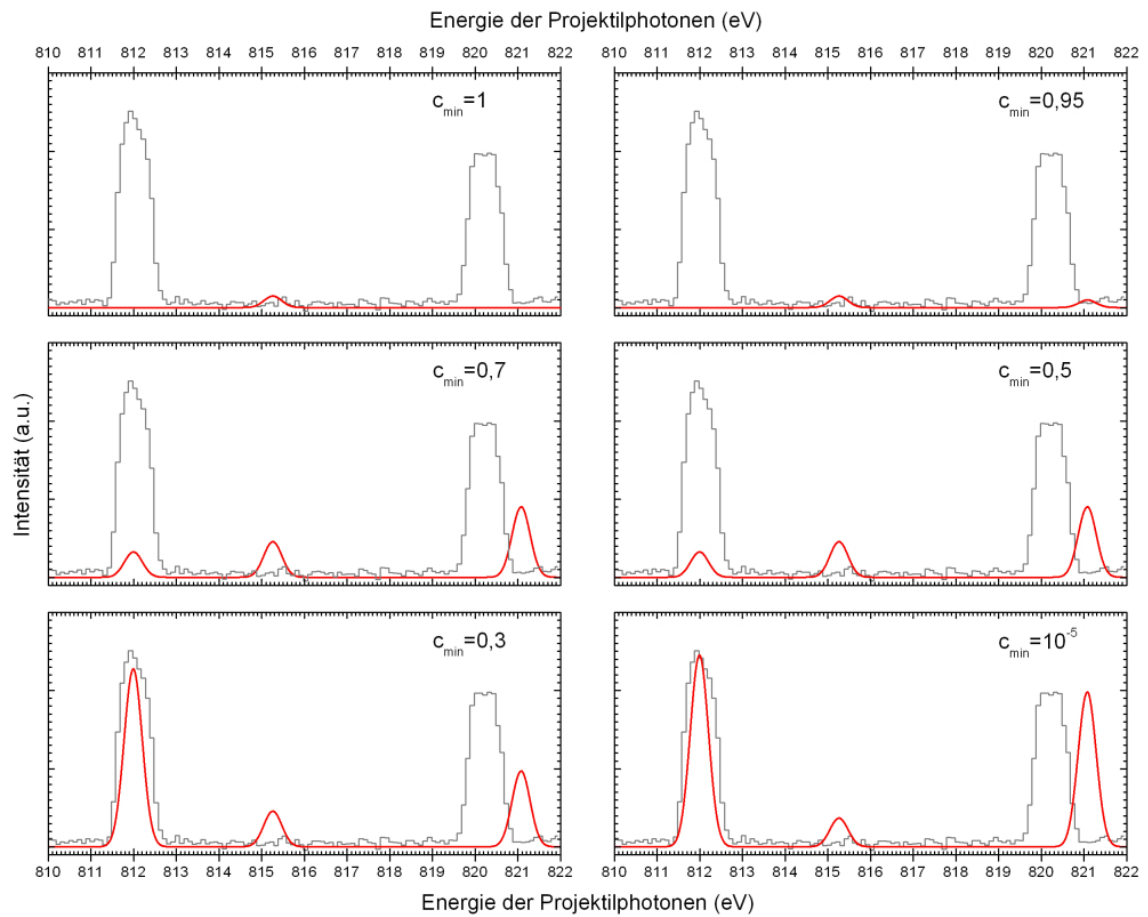 Energie der Projektilphotonen (eV)
810 811 812 813 814 815 816 817 818 819 820 821 822 810 811 812 813 814 815 816 817 818 819 820 821 822
c_min=1 c_min=0,95
c_min=0,7 c_min=0,5
Intensität (a.u.)
c_min=0,3 c_min=10^-5
810 811 812 813 814 815 816 817 818 819 820 821 822 810 811 812 813 814 815 816 817 818 819 820 821 822
Energie der Projektilphotonen (eV)